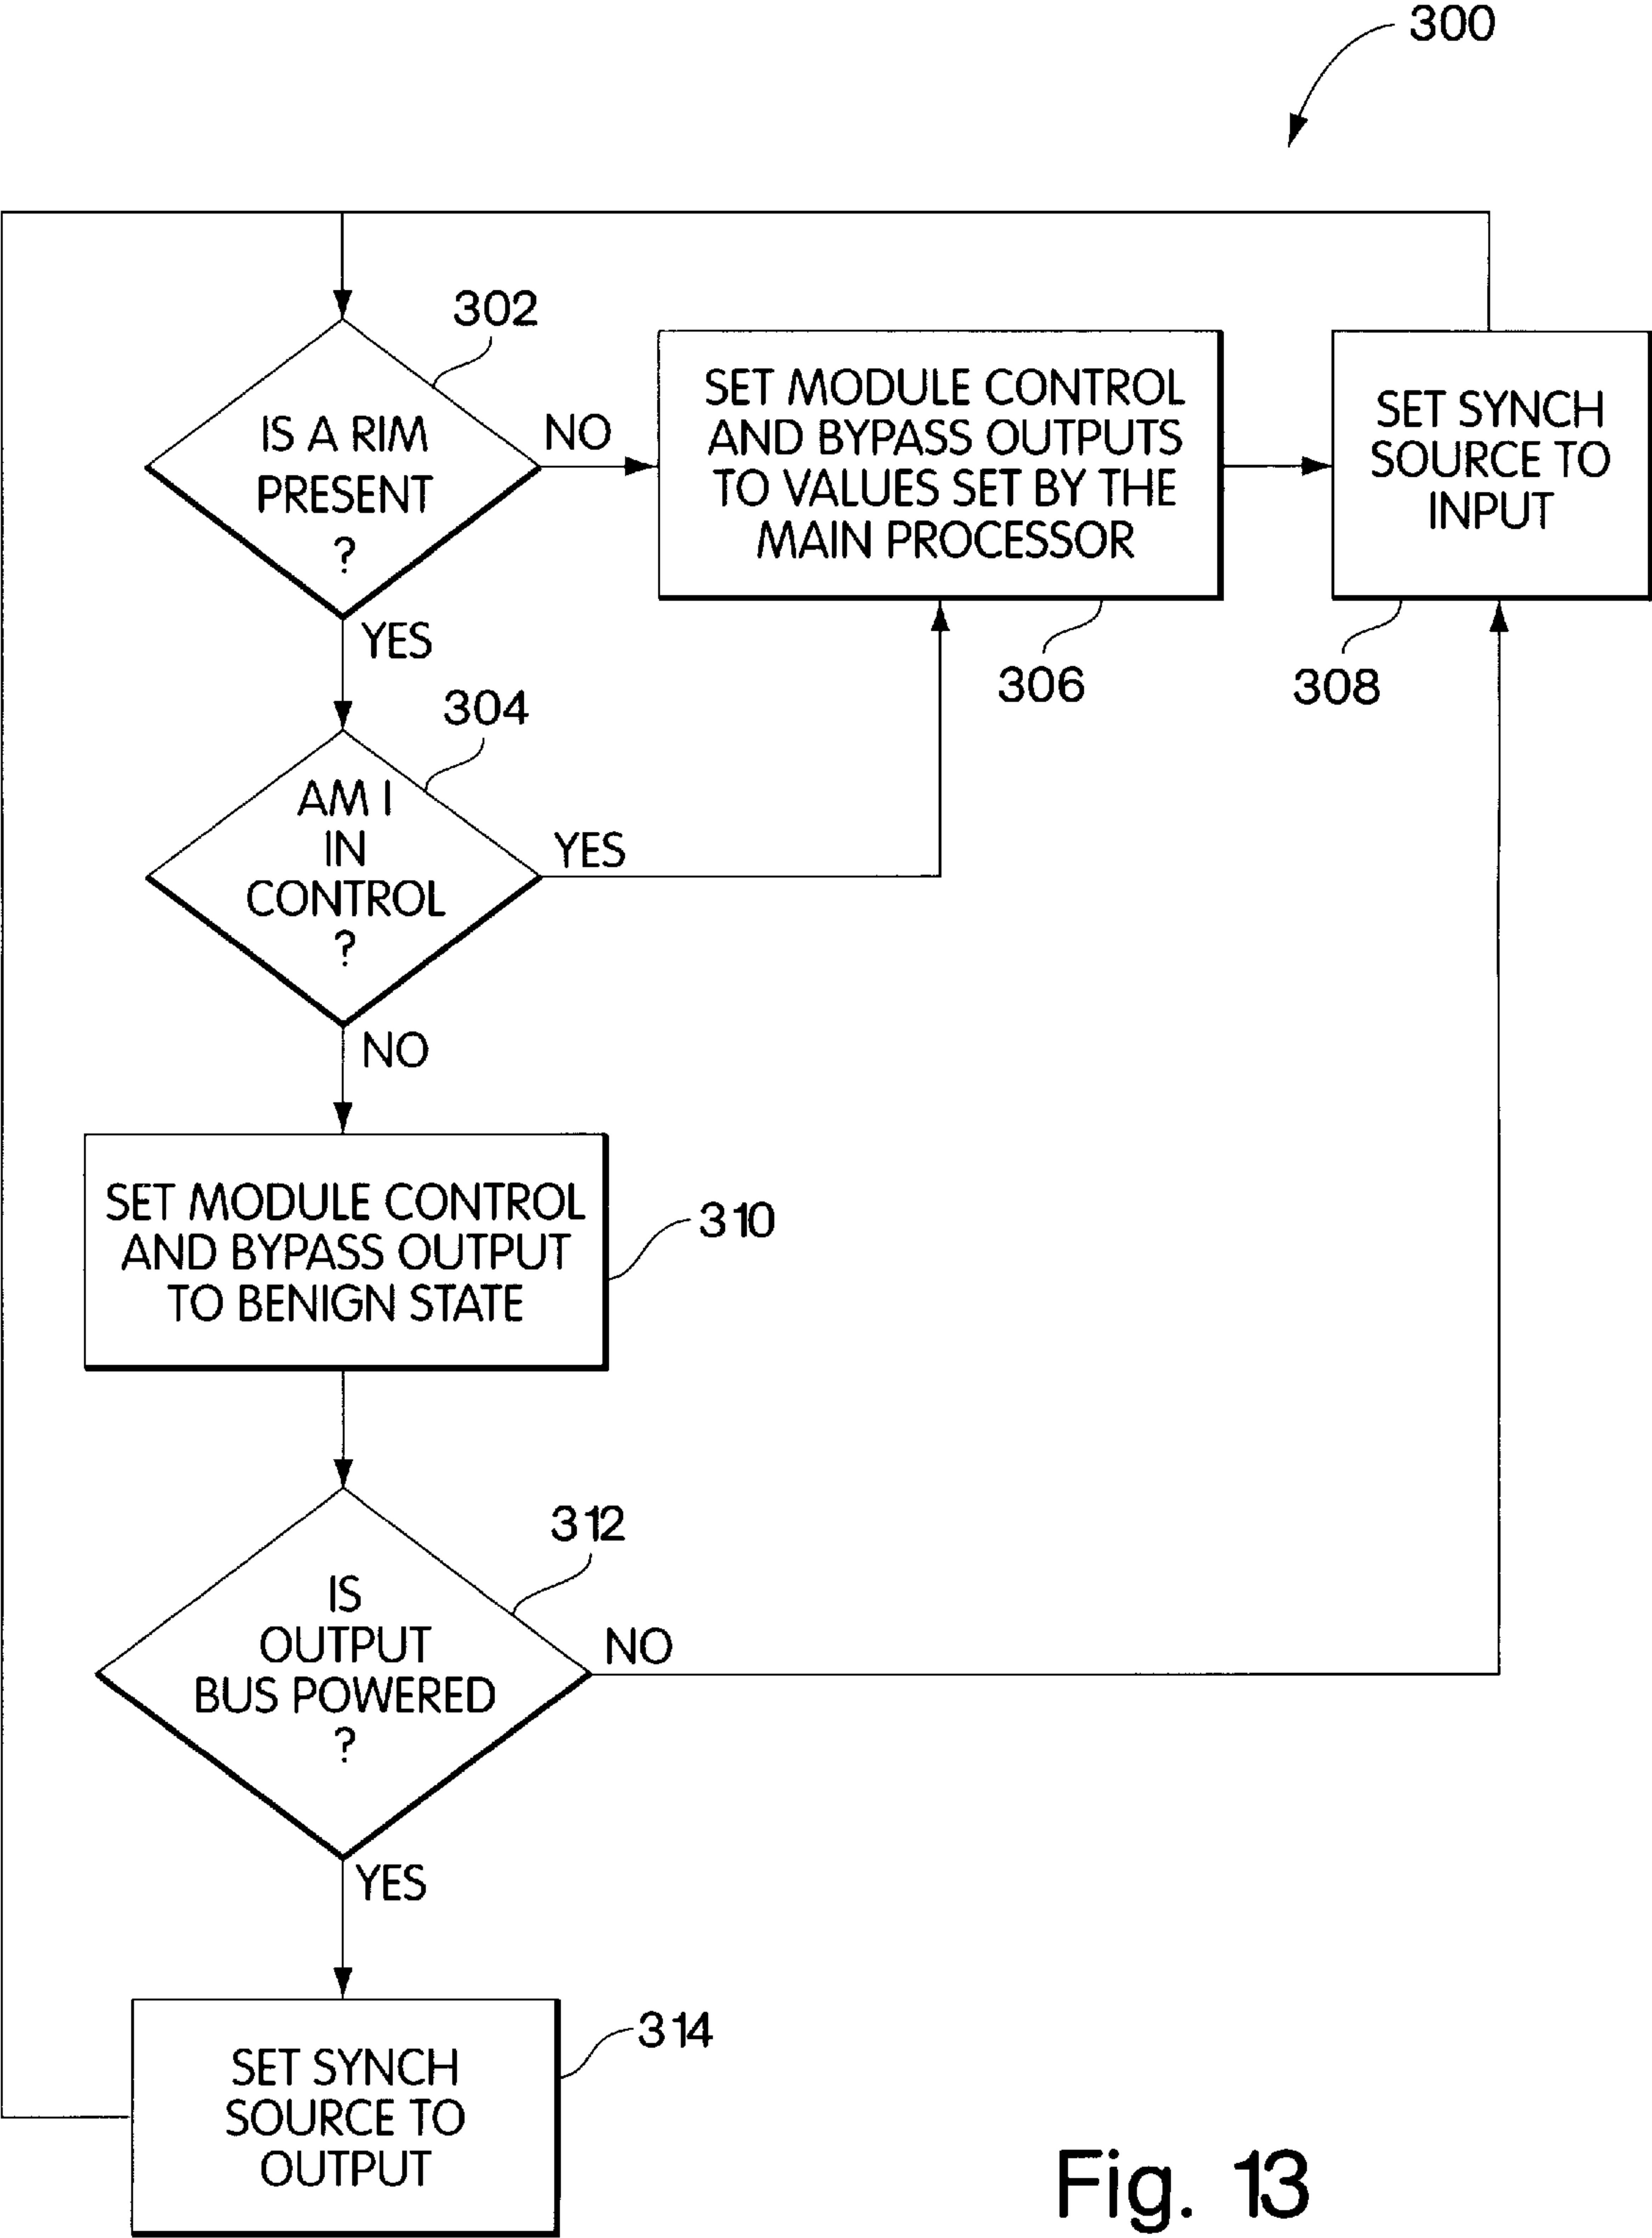 300
302
IS A RIM
PRESENT
?
NO
YES
SET MODULE CONTROL
AND BYPASS OUTPUTS
TO VALUES SET BY THE
MAIN PROCESSOR
306
SET SYNCH
SOURCE TO
INPUT
308
304
AM I
IN
CONTROL
?
YES
NO
SET MODULE CONTROL
AND BYPASS OUTPUT
TO BENIGN STATE
310
312
IS
OUTPUT
BUS POWERED
?
NO
YES
SET SYNCH
SOURCE TO
OUTPUT
314
Fig. 13